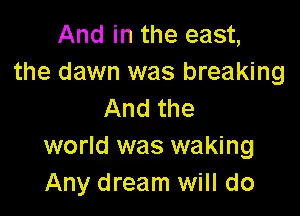 And in the east,
the dawn was breaking
And the
world was waking
Any dream will do